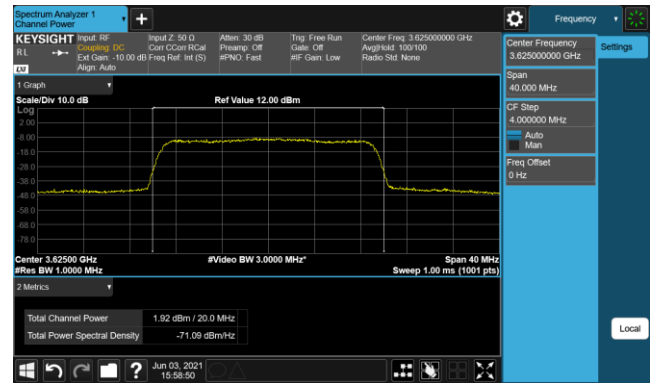 Spectrum Analyzer 1
Channel Power
+
Frequency
KEYSIGHT
RL
LXI
Input: RF
Coupling: DC
Ext Gain: -10.00 dB
Align: Auto
Input Z: 50 Ω
Corr CCorr RCal
Freq Ref: Int (S)
Atten: 30 dB
Preamp: Off
#PNO: Fast
Trig: Free Run
Gate: Off
#IF Gain: Low
Center Freq: 3.625000000 GHz
Avg|Hold: 100/100
Radio Std: None
Center Frequency
3.625000000 GHz
Settings
Span
40.000 MHz
CF Step
4.000000 MHz
Auto
Man
Freq Offset
0 Hz
1 Graph
Scale/Div 10.0 dB
Ref Value 12.00 dBm
Log
2.00
-8.00
-18.0
-28.0
-38.0
-48.0
-58.0
-68.0
-78.0
Center 3.62500 GHz
#Video BW 3.0000 MHz*
Span 40 MHz
#Res BW 1.0000 MHz
Sweep 1.00 ms (1001 pts)
2 Metrics
Total Channel Power
1.92 dBm / 20.0 MHz
Total Power Spectral Density
-71.09 dBm/Hz
Local
?
Jun 03, 2021
15:58:50